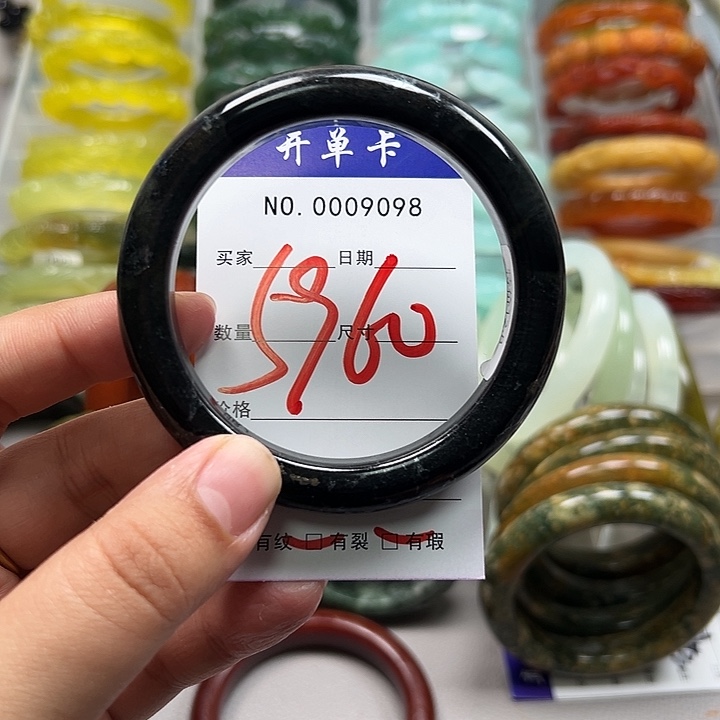 开单卡
NO. 0009098
买家 日期
5960
数量 尺寸
价格
有纹 □有裂 □有瑕